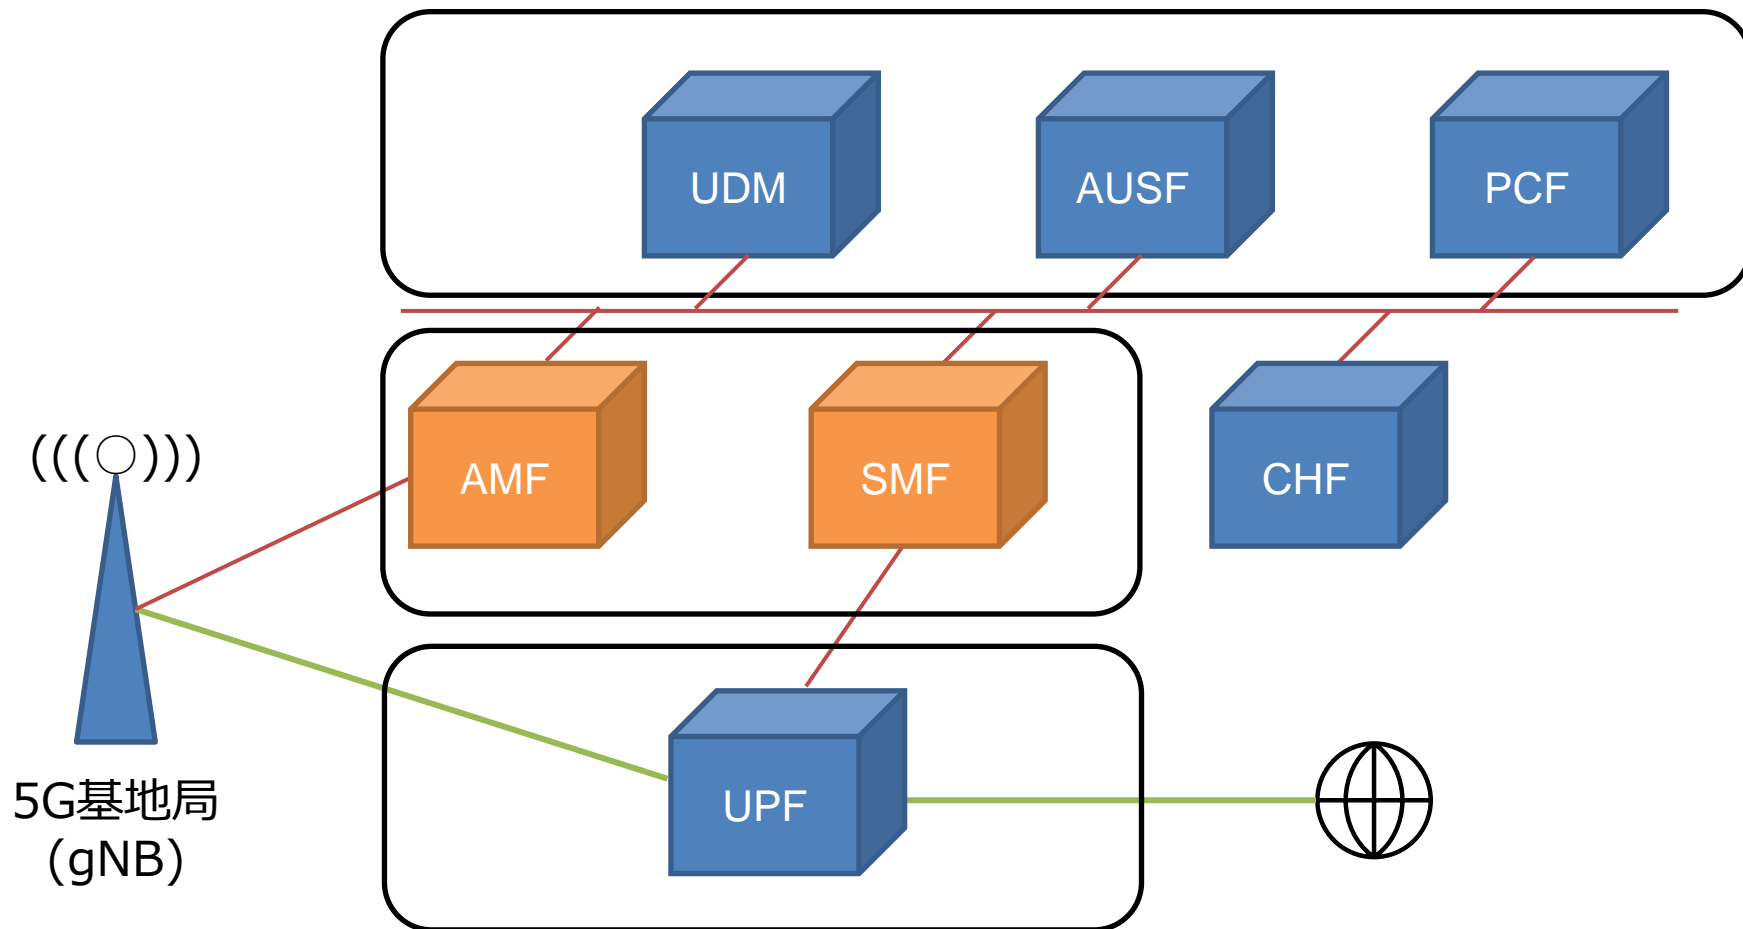 UDM
AUSF
PCF
AMF
SMF
CHF
(((○)))
5G基地局
(gNB)
UPF